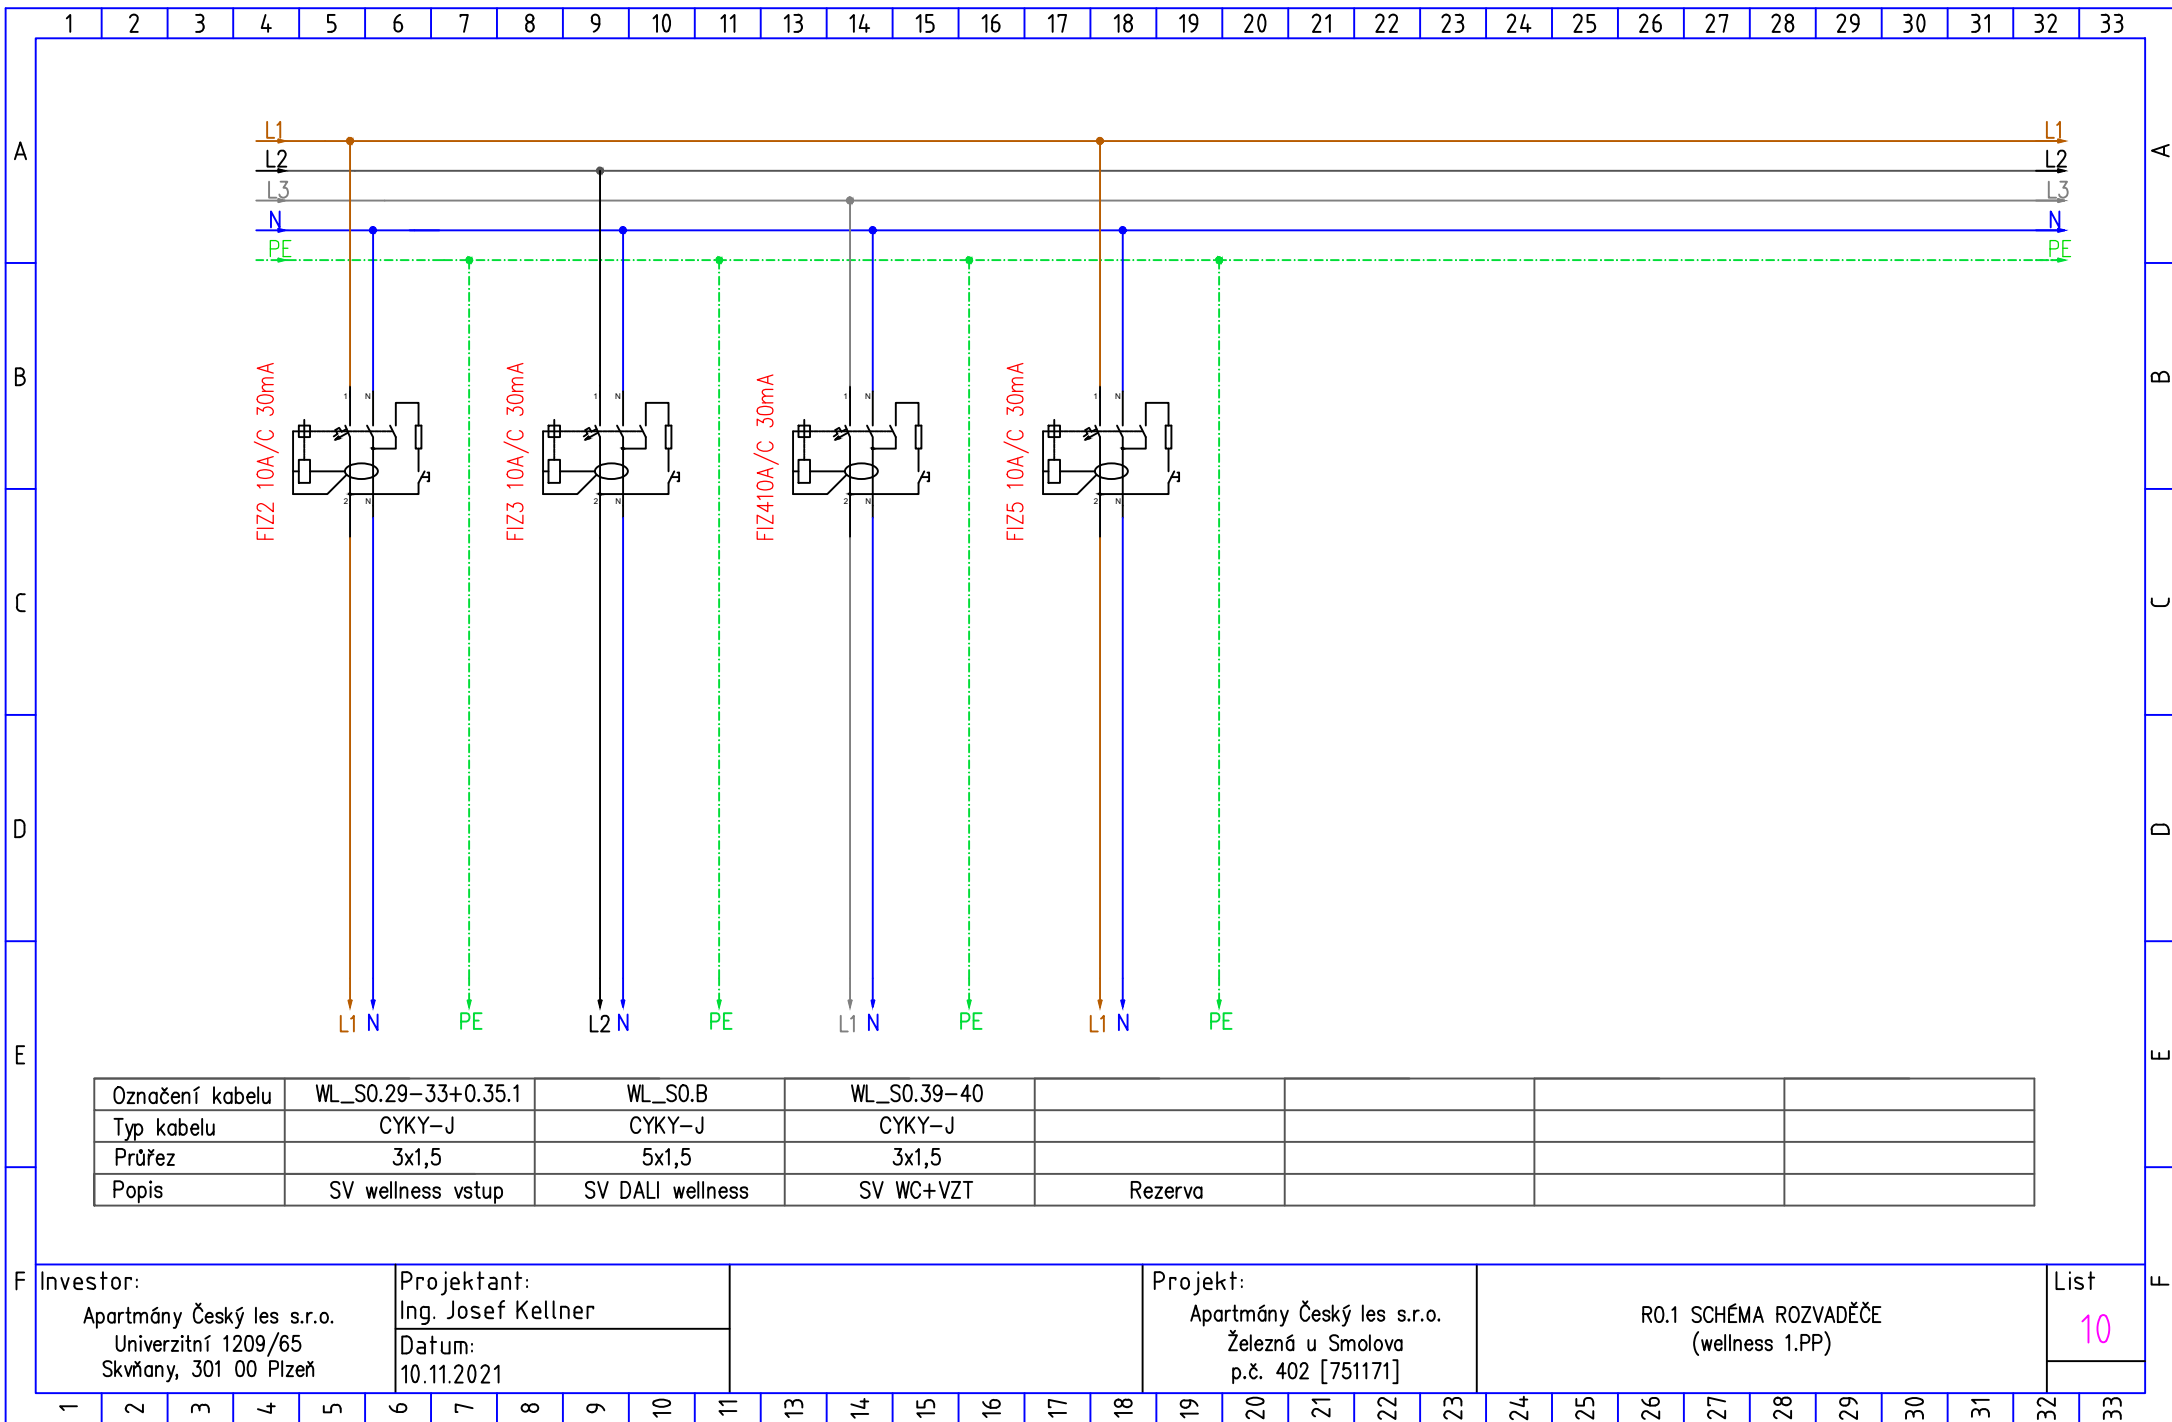 1 2 3 4 5 6 7 8 9 10 11 13 14 15 16 17 18 19 20 21 22 23 24 25 26 27 28 29 30 31 32 33
A A
L1 L1
L2 L2
L3 L3
N N
PE PE
B B
FIZ2 10A/C 30mA
FIZ3 10A/C 30mA
FIZ410A/C 30mA
FIZ5 10A/C 30mA
1 N 1 N 1 N 1 N
2 N 2 N 2 N 2 N
C C
D D
L1 N PE L2 N PE L1 N PE L1 N PE
E E
Označení kabelu WL_S0.29-33+0.35.1 WL_S0.B WL_S0.39-40
Typ kabelu CYKY-J CYKY-J CYKY-J
Průřez 3x1,5 5x1,5 3x1,5
Popis SV wellness vstup SV DALI wellness SV WC+VZT Rezerva
F F
Investor:
Apartmány Český les s.r.o.
Univerzitní 1209/65
Skvňany, 301 00 Plzeň
Projektant:
Ing. Josef Kellner
Datum:
10.11.2021
Projekt:
Apartmány Český les s.r.o.
Železná u Smolova
p.č. 402 [751171]
R0.1 SCHÉMA ROZVADĚČE
(wellness 1.PP)
List
10
1 2 3 4 5 6 7 8 9 10 11 13 14 15 16 17 18 19 20 21 22 23 24 25 26 27 28 29 30 31 32 33